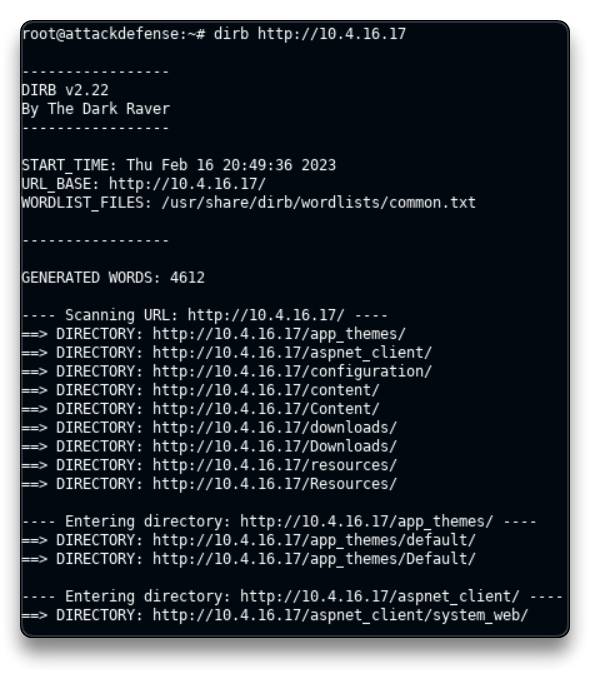 root@attackdefense:~# dirb http://10.4.16.17
-----------------
DIRB v2.22
By The Dark Raver
-----------------
START_TIME: Thu Feb 16 20:49:36 2023
URL_BASE: http://10.4.16.17/
WORDLIST_FILES: /usr/share/dirb/wordlists/common.txt
-----------------
GENERATED WORDS: 4612
---- Scanning URL: http://10.4.16.17/ ----
==> DIRECTORY: http://10.4.16.17/app_themes/
==> DIRECTORY: http://10.4.16.17/aspnet_client/
==> DIRECTORY: http://10.4.16.17/configuration/
==> DIRECTORY: http://10.4.16.17/content/
==> DIRECTORY: http://10.4.16.17/Content/
==> DIRECTORY: http://10.4.16.17/downloads/
==> DIRECTORY: http://10.4.16.17/Downloads/
==> DIRECTORY: http://10.4.16.17/resources/
==> DIRECTORY: http://10.4.16.17/Resources/
---- Entering directory: http://10.4.16.17/app_themes/ ----
==> DIRECTORY: http://10.4.16.17/app_themes/default/
==> DIRECTORY: http://10.4.16.17/app_themes/Default/
---- Entering directory: http://10.4.16.17/aspnet_client/ ----
==> DIRECTORY: http://10.4.16.17/aspnet_client/system_web/